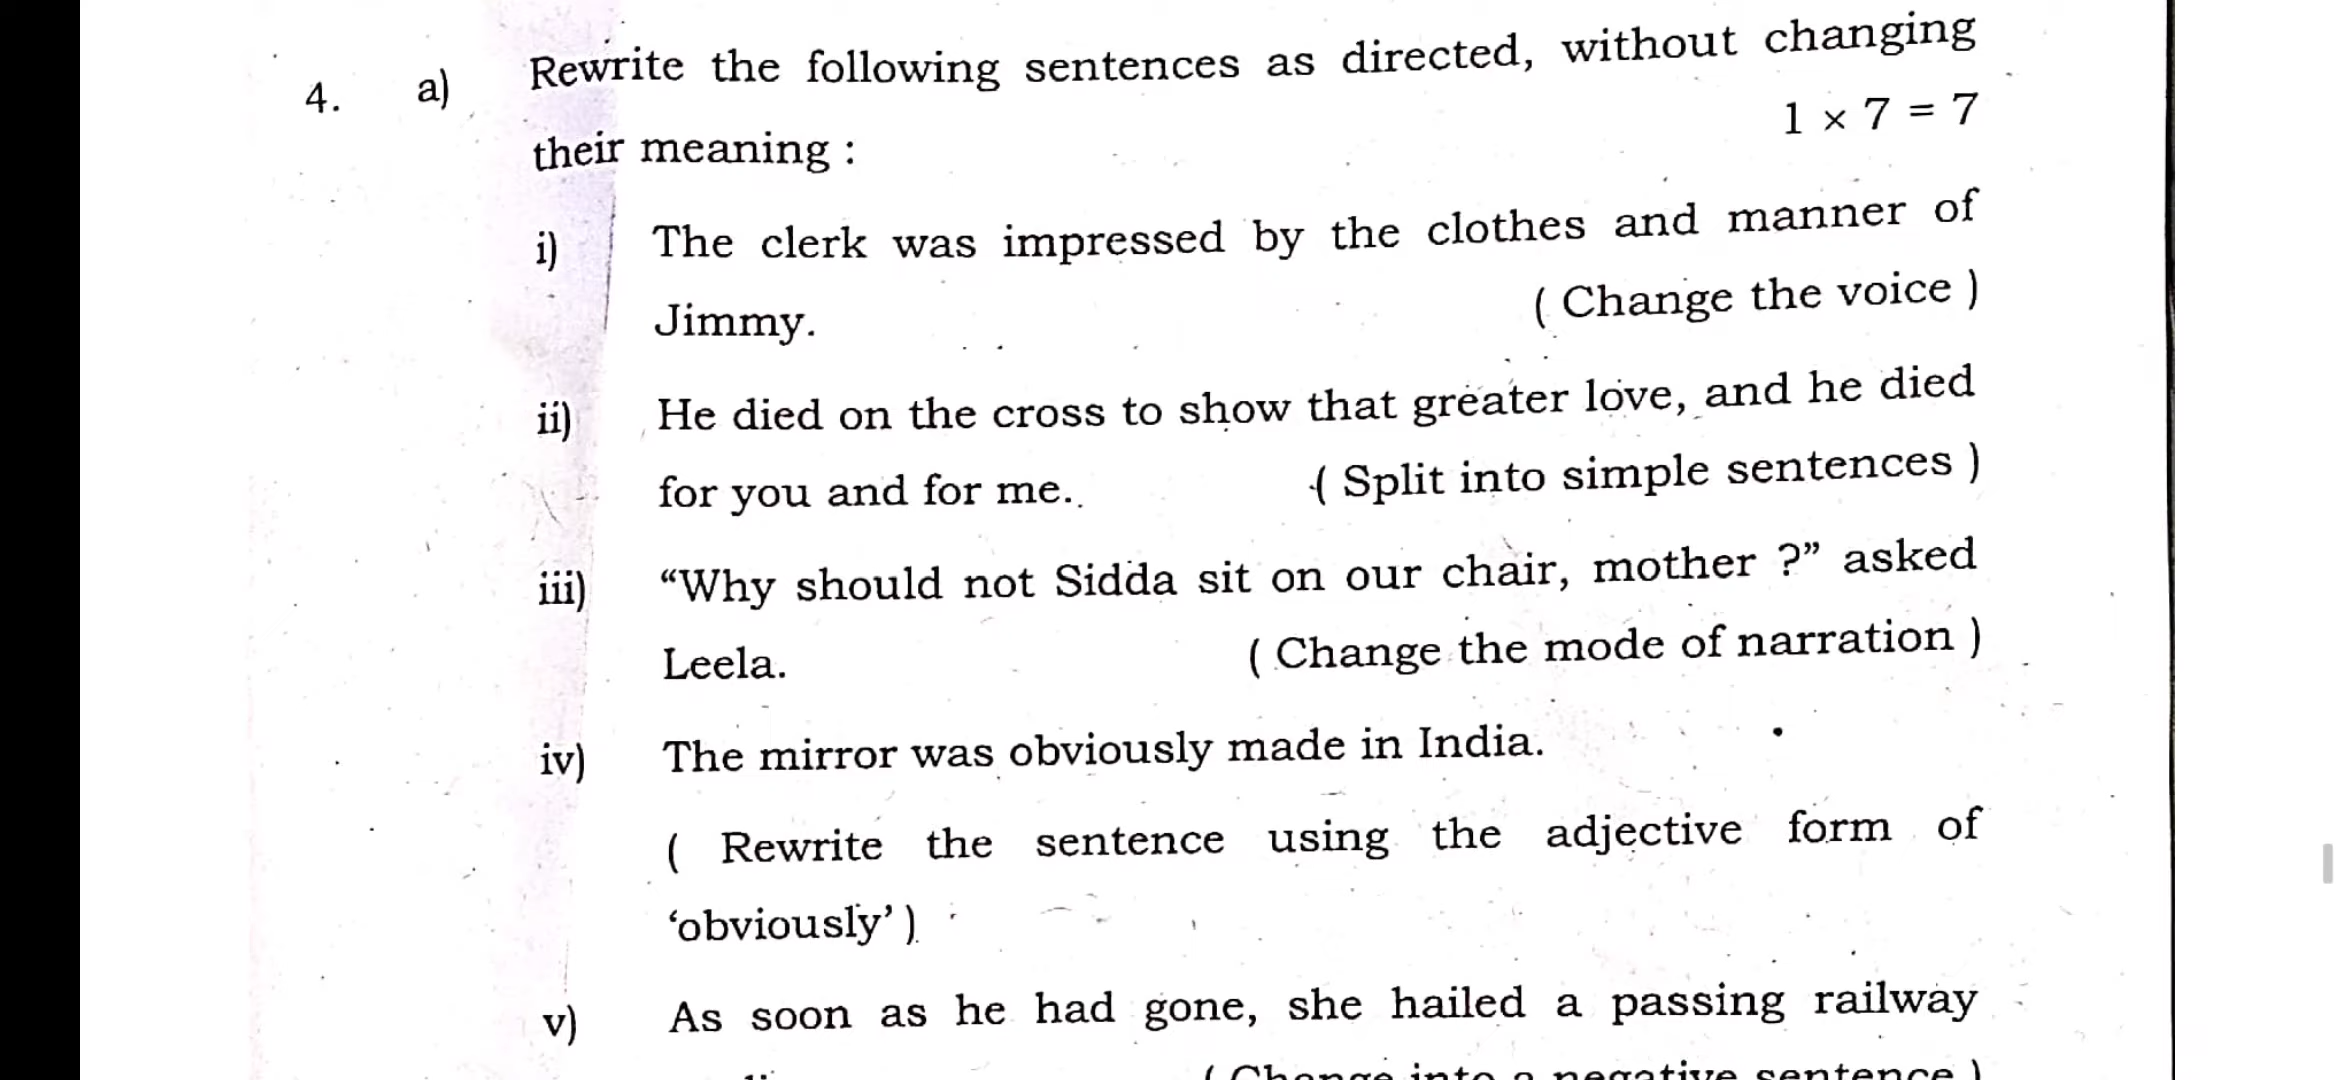 4. a) Rewrite the following sentences as directed, without changing
their meaning : 1 × 7 = 7
i) The clerk was impressed by the clothes and manner of
Jimmy. ( Change the voice )
ii) He died on the cross to show that greater love, and he died
for you and for me. ( Split into simple sentences )
iii) “Why should not Sidda sit on our chair, mother ?” asked
Leela. ( Change the mode of narration )
iv) The mirror was obviously made in India.
( Rewrite the sentence using the adjective form of
‘obviously’ )
v) As soon as he had gone, she hailed a passing railway
( Change into a negative sentence )